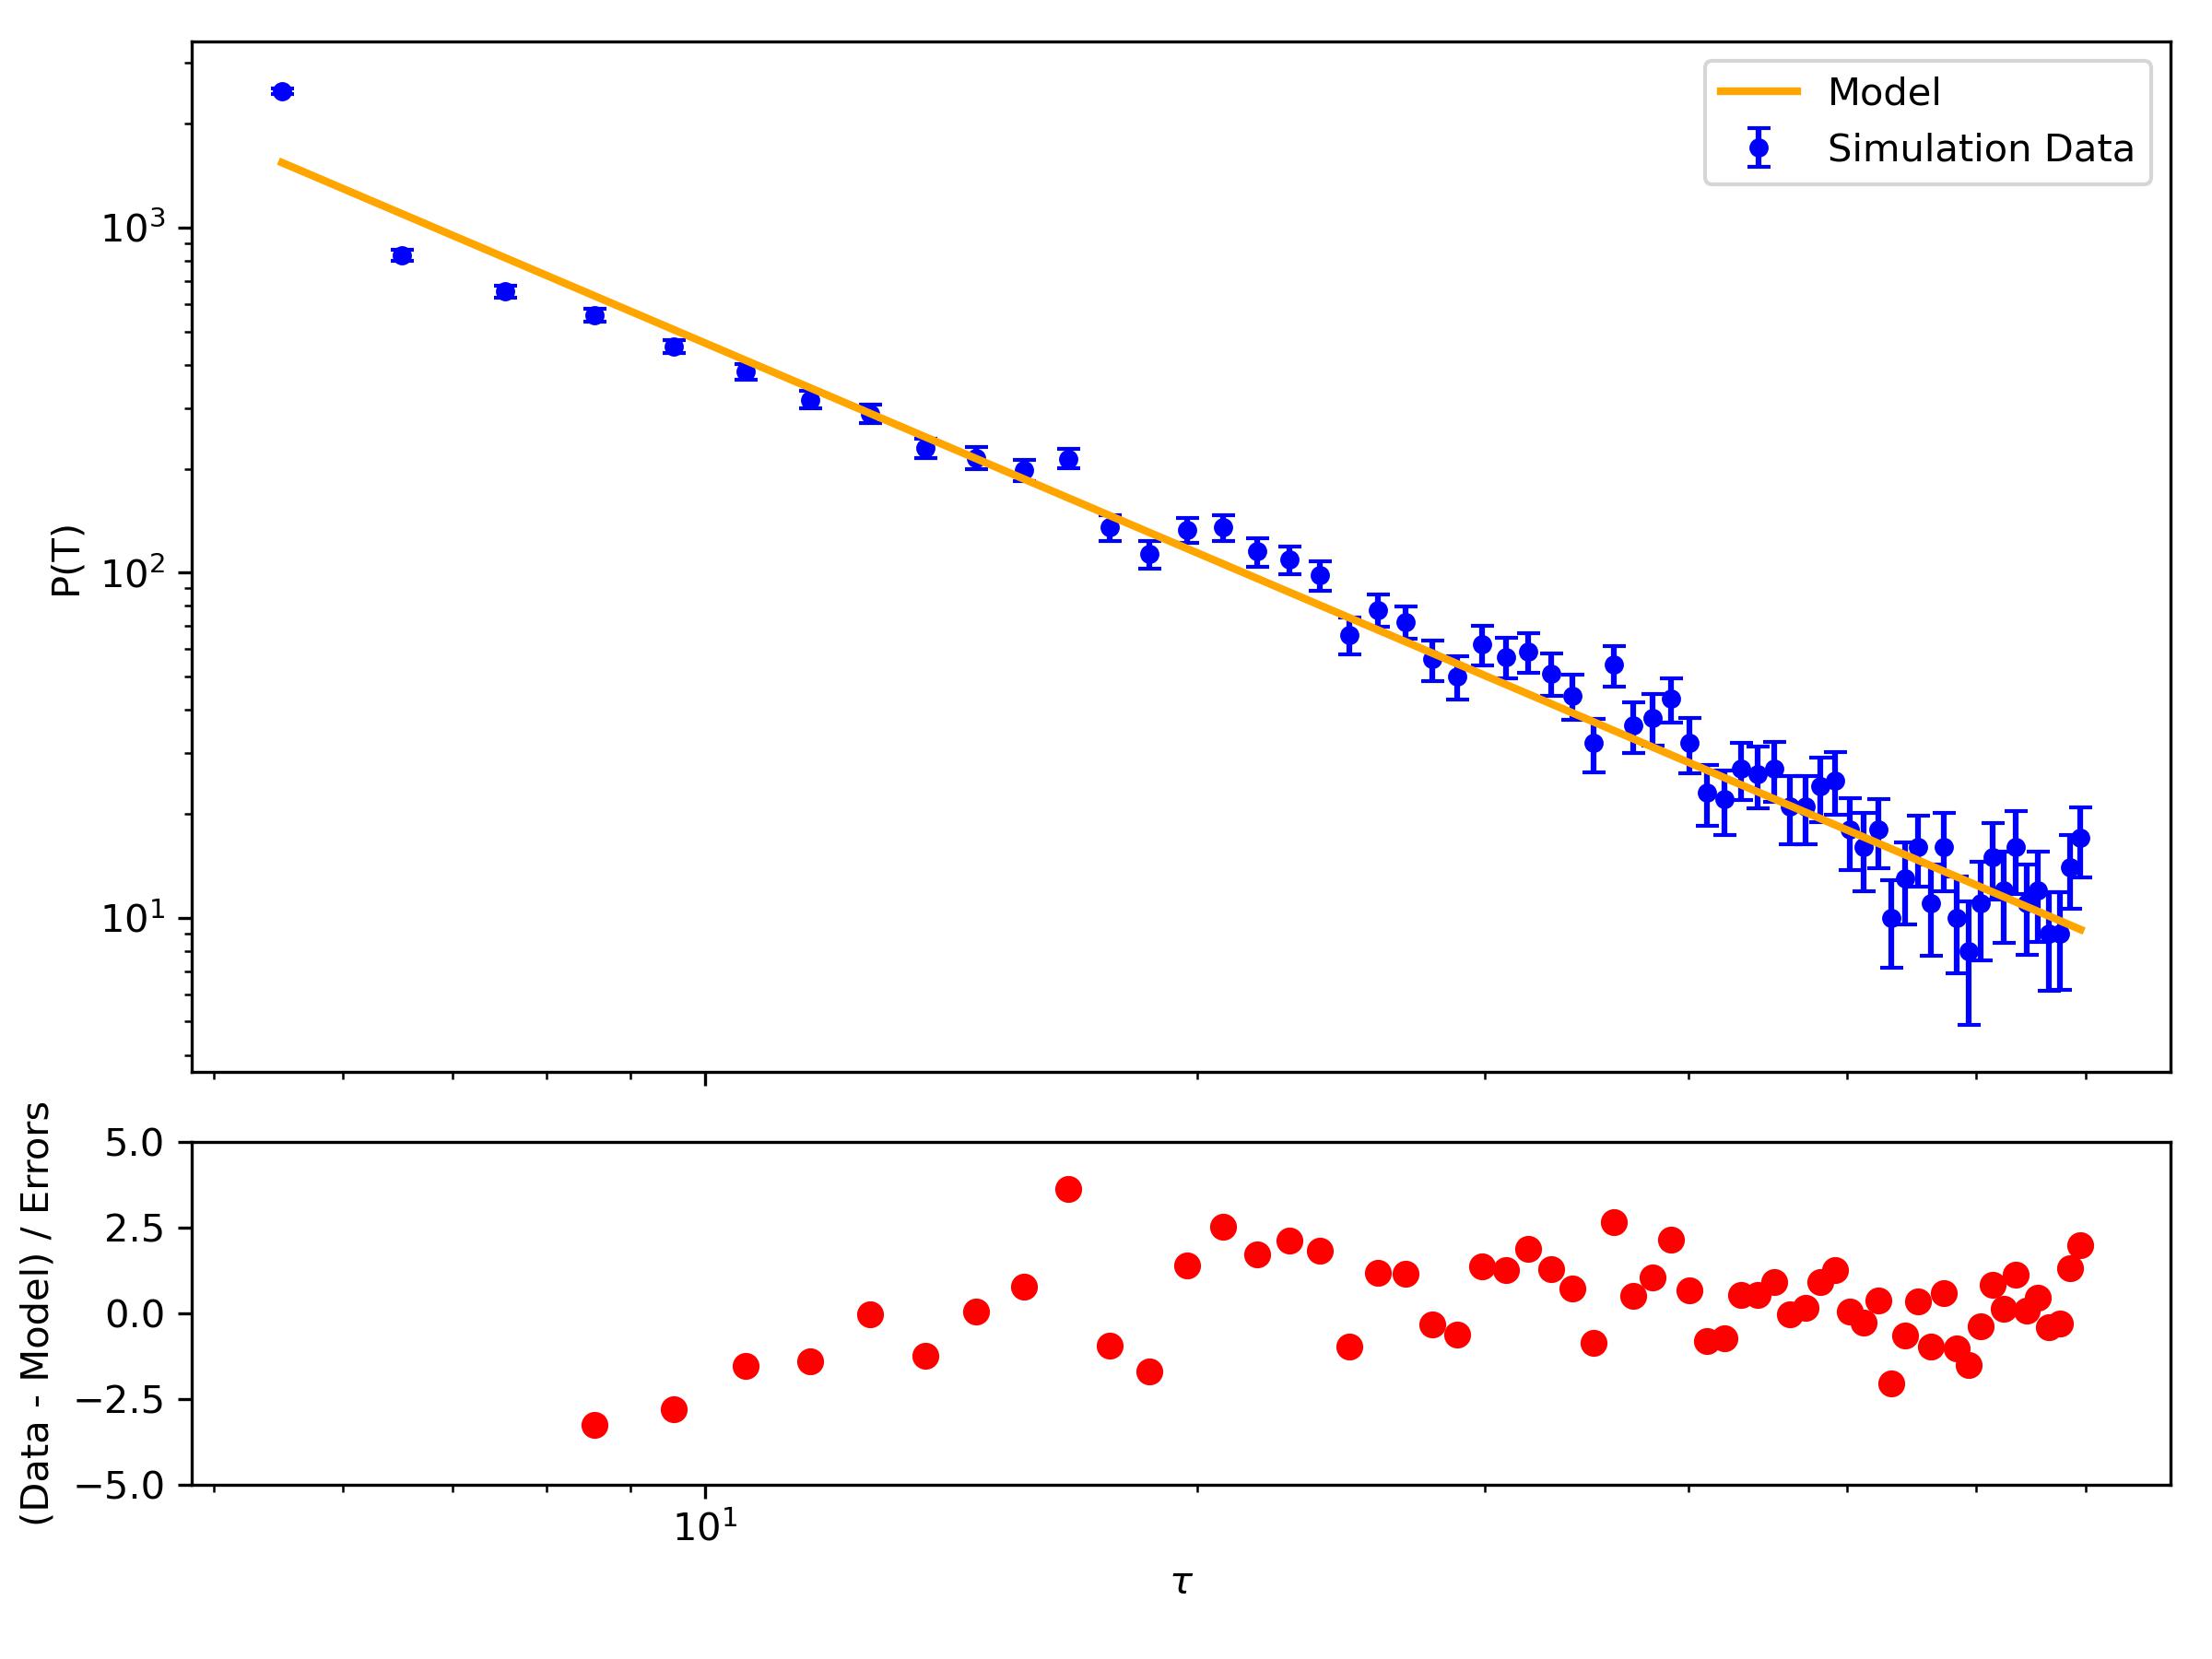 Model
Simulation Data
P(T)
10³
10²
10¹
(Data - Model) / Errors
5.0
2.5
0.0
−2.5
−5.0
10¹
τ